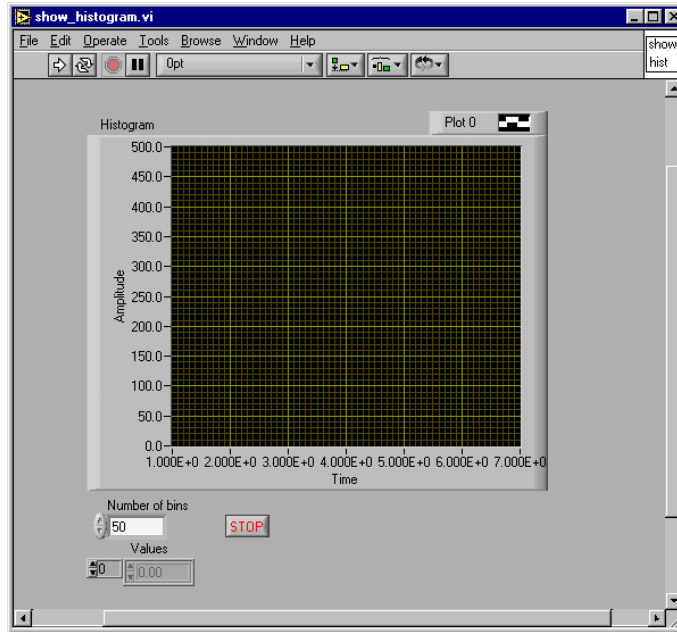 show_histogram.vi
File Edit Operate Tools Browse Window Help
0pt
show
hist
Histogram
Plot 0
500.0
450.0
400.0
350.0
300.0
250.0
200.0
150.0
100.0
50.0
0.0
Amplitude
1.000E+0 2.000E+0 3.000E+0 4.000E+0 5.000E+0 6.000E+0 7.000E+0
Time
Number of bins
50
STOP
Values
0
0.00